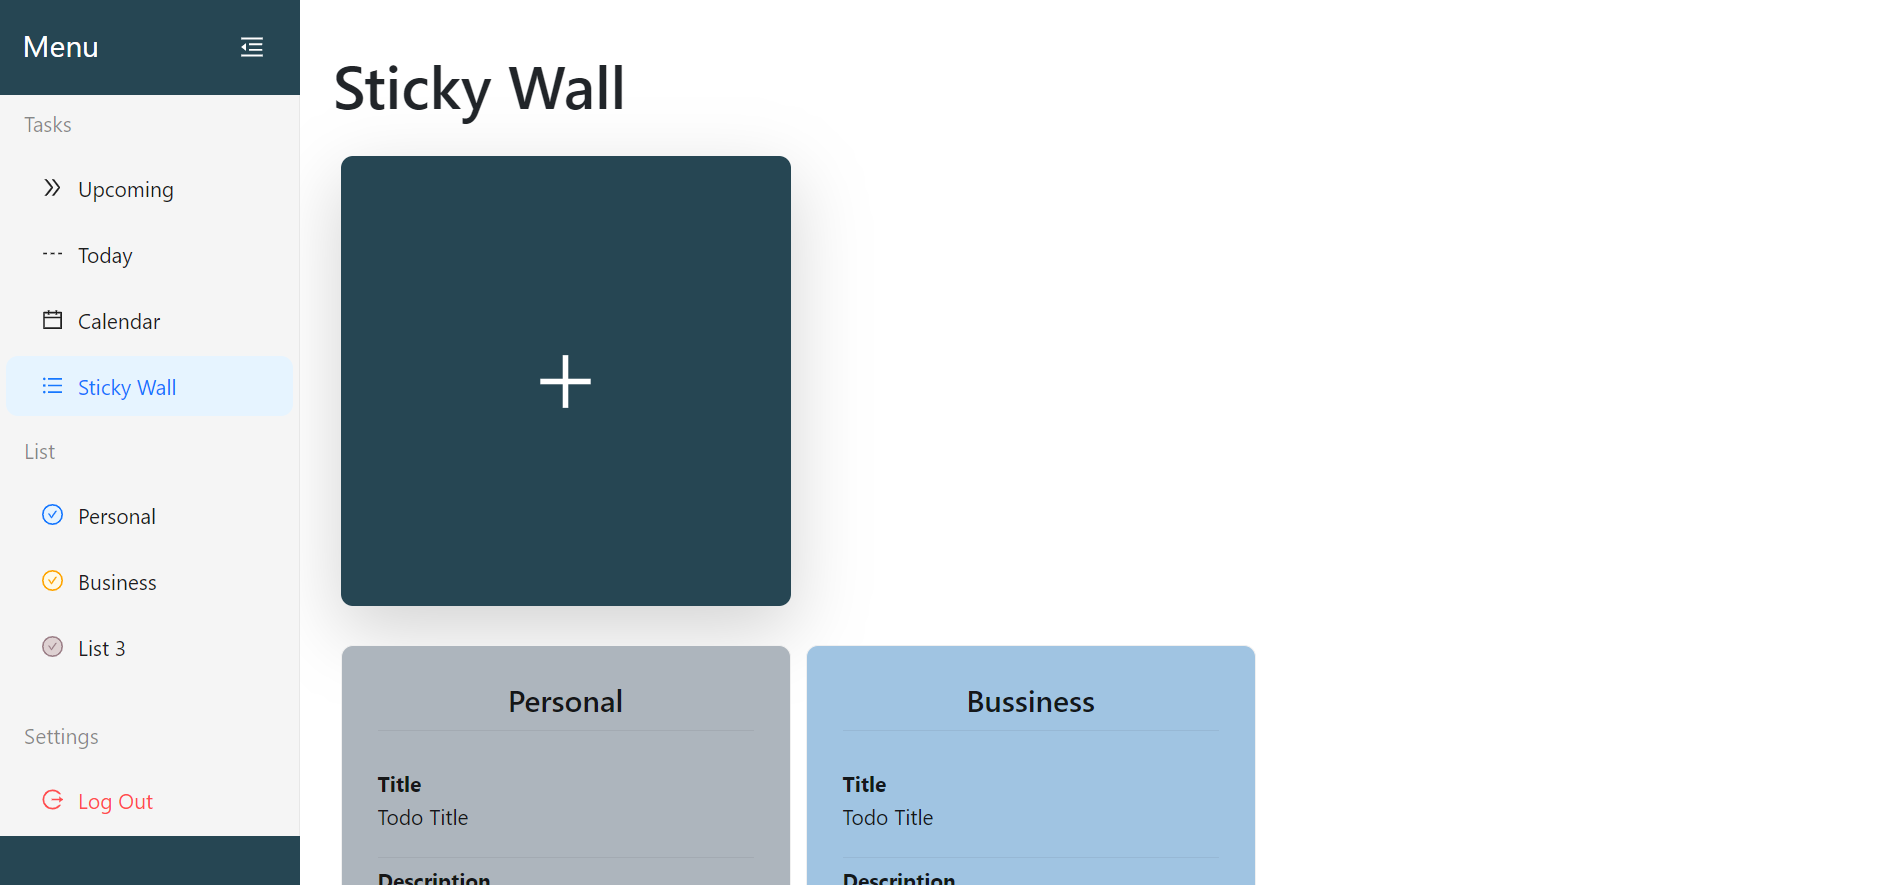 Menu
Tasks
Upcoming
Today
Calendar
Sticky Wall
List
Personal
Business
List 3
Settings
Log Out
Sticky Wall
Personal
Title
Todo Title
Description
Bussiness
Title
Todo Title
Description